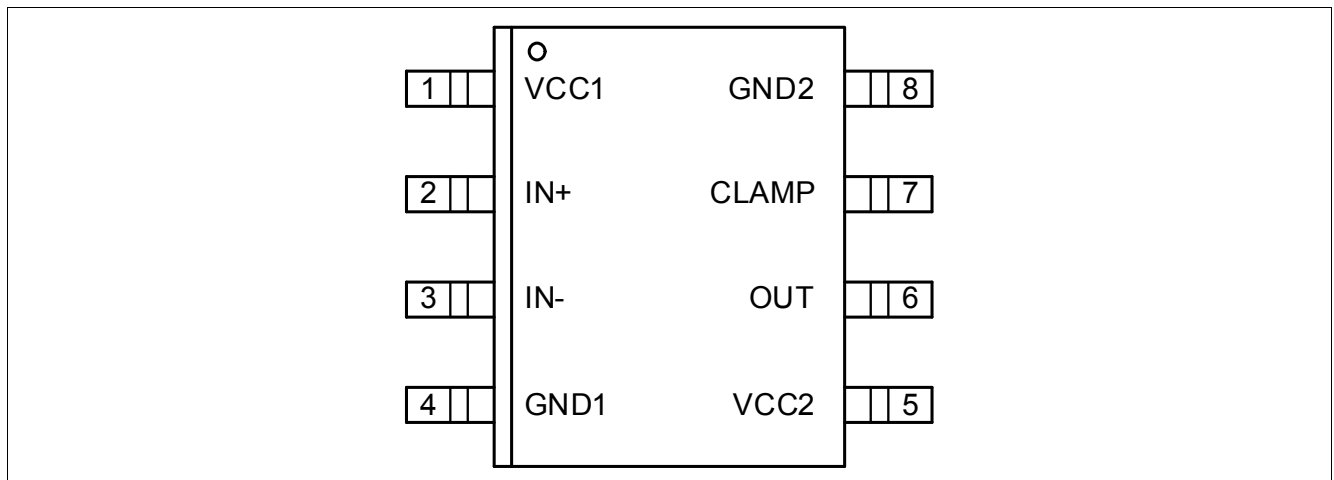 1 VCC1 GND2 8
2 IN+ CLAMP 7
3 IN- OUT 6
4 GND1 VCC2 5